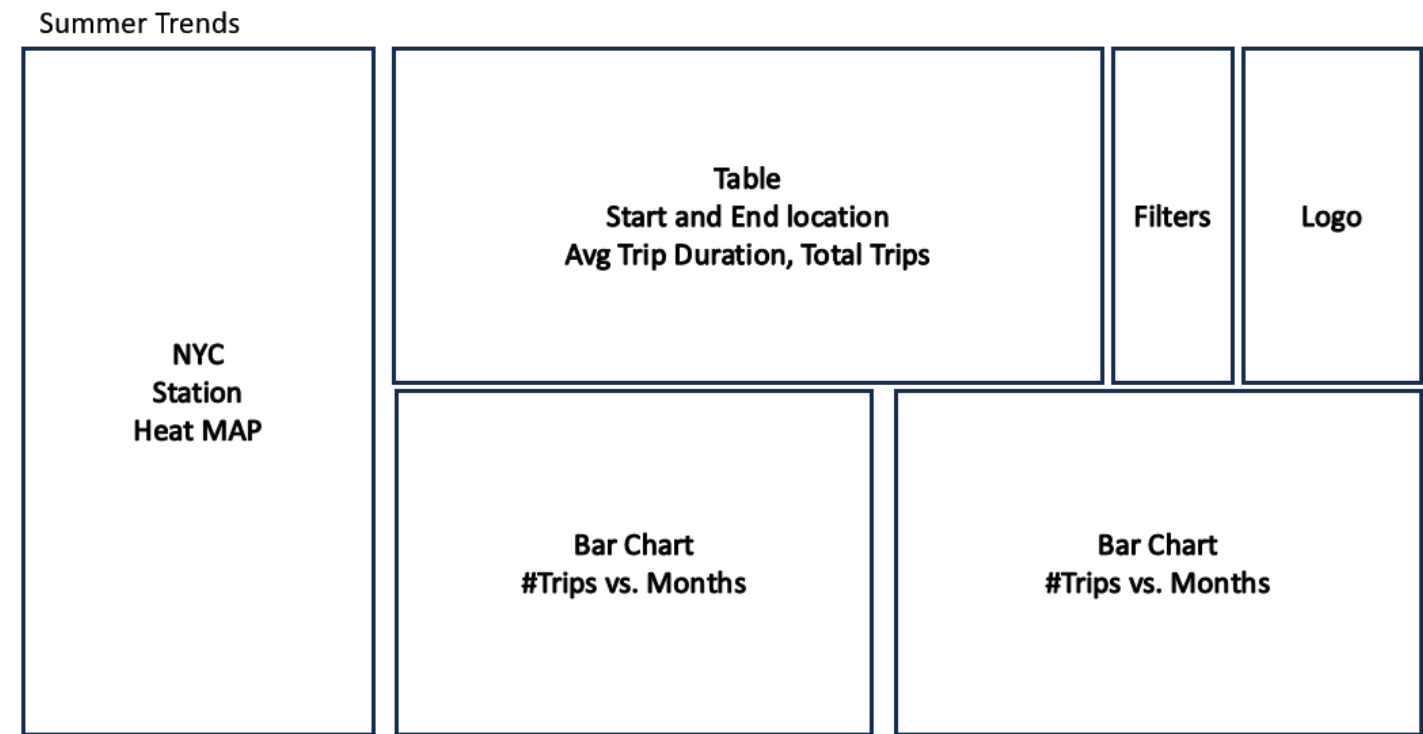 Summer Trends
NYC
Station
Heat MAP
Table
Start and End location
Avg Trip Duration, Total Trips
Filters
Logo
Bar Chart
#Trips vs. Months
Bar Chart
#Trips vs. Months